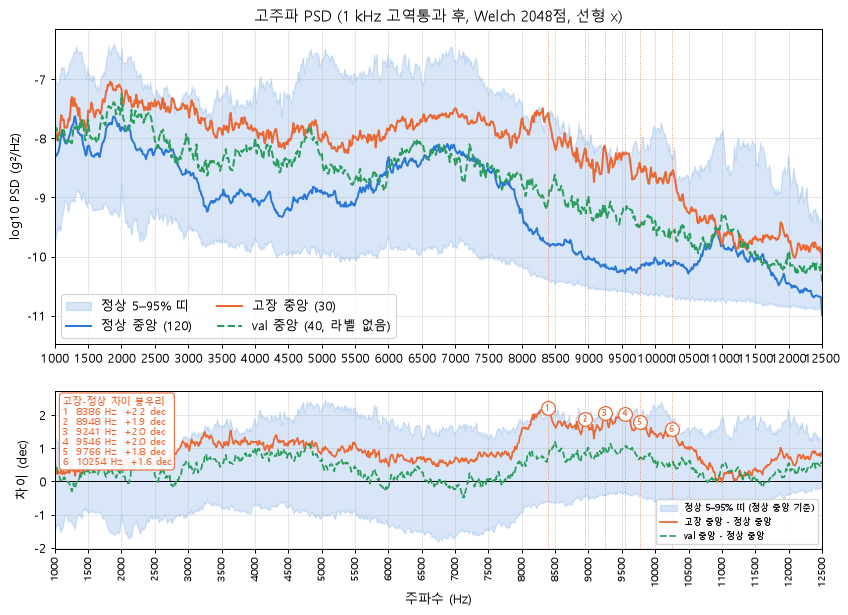 고주파 PSD (1 kHz 고역통과 후, Welch 2048점, 선형 x)
log10 PSD (g²/Hz)
-7
-8
-9
-10
-11
정상 5–95% 띠
정상 중앙 (120)
고장 중앙 (30)
val 중앙 (40, 라벨 없음)
1000 1500 2000 2500 3000 3500 4000 4500 5000 5500 6000 6500 7000 7500 8000 8500 9000 9500 10000 10500 11000 11500 12000 12500
차이 (dec)
2
1
0
-1
-2
고장-정상 차이 봉우리
1 8386 Hz +2.2 dec
2 8948 Hz +1.9 dec
3 9241 Hz +2.0 dec
4 9546 Hz +2.0 dec
5 9766 Hz +1.8 dec
6 10254 Hz +1.6 dec
1 2 3 4 5 6
정상 5–95% 띠 (정상 중앙 기준)
고장 중앙 - 정상 중앙
val 중앙 - 정상 중앙
1000 1500 2000 2500 3000 3500 4000 4500 5000 5500 6000 6500 7000 7500 8000 8500 9000 9500 10000 10500 11000 11500 12000 12500
주파수 (Hz)